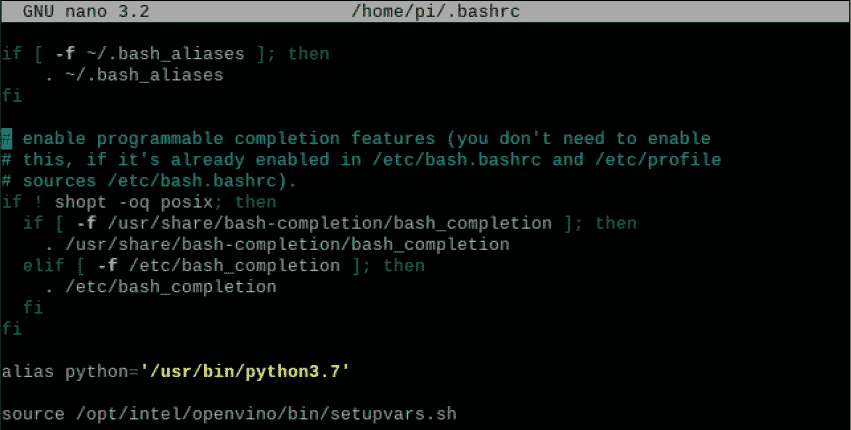 GNU nano 3.2 /home/pi/.bashrc
if [ -f ~/.bash_aliases ]; then
    . ~/.bash_aliases
fi
# enable programmable completion features (you don't need to enable
# this, if it's already enabled in /etc/bash.bashrc and /etc/profile
# sources /etc/bash.bashrc).
if ! shopt -oq posix; then
  if [ -f /usr/share/bash-completion/bash_completion ]; then
    . /usr/share/bash-completion/bash_completion
  elif [ -f /etc/bash_completion ]; then
    . /etc/bash_completion
  fi
fi
alias python='/usr/bin/python3.7'
source /opt/intel/openvino/bin/setupvars.sh